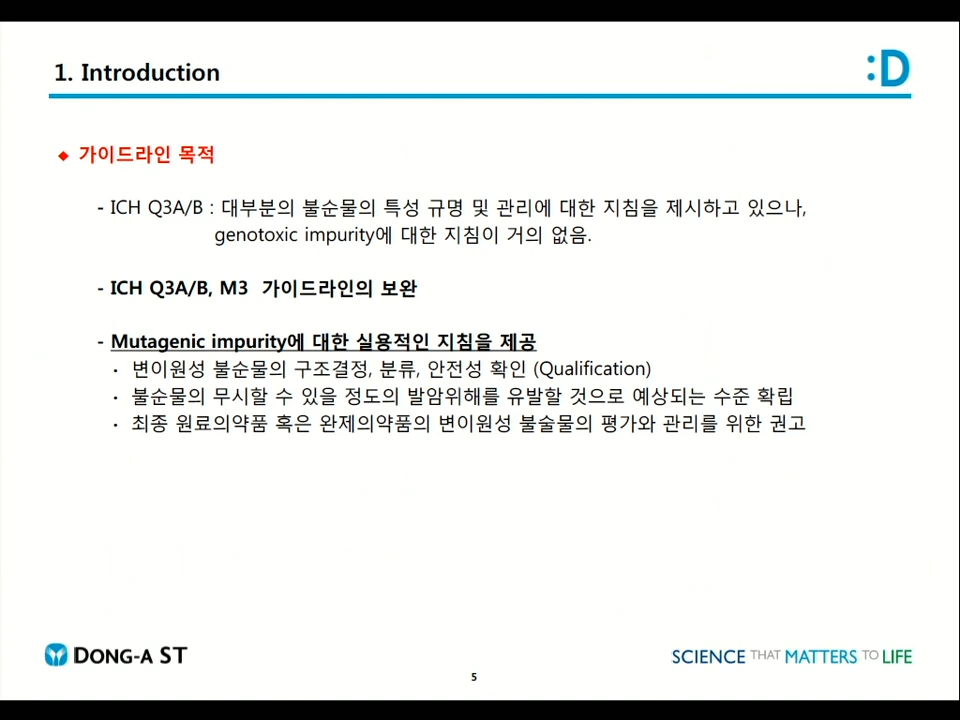 1. Introduction
:D
◆ 가이드라인 목적
- ICH Q3A/B : 대부분의 불순물의 특성 규명 및 관리에 대한 지침을 제시하고 있으나,
genotoxic impurity에 대한 지침이 거의 없음.
- ICH Q3A/B, M3 가이드라인의 보완
- Mutagenic impurity에 대한 실용적인 지침을 제공
· 변이원성 불순물의 구조결정, 분류, 안전성 확인 (Qualification)
· 불순물의 무시할 수 있을 정도의 발암위해를 유발할 것으로 예상되는 수준 확립
· 최종 원료의약품 혹은 완제의약품의 변이원성 불술물의 평가와 관리를 위한 권고
DONG-A ST
SCIENCE THAT MATTERS TO LIFE
5